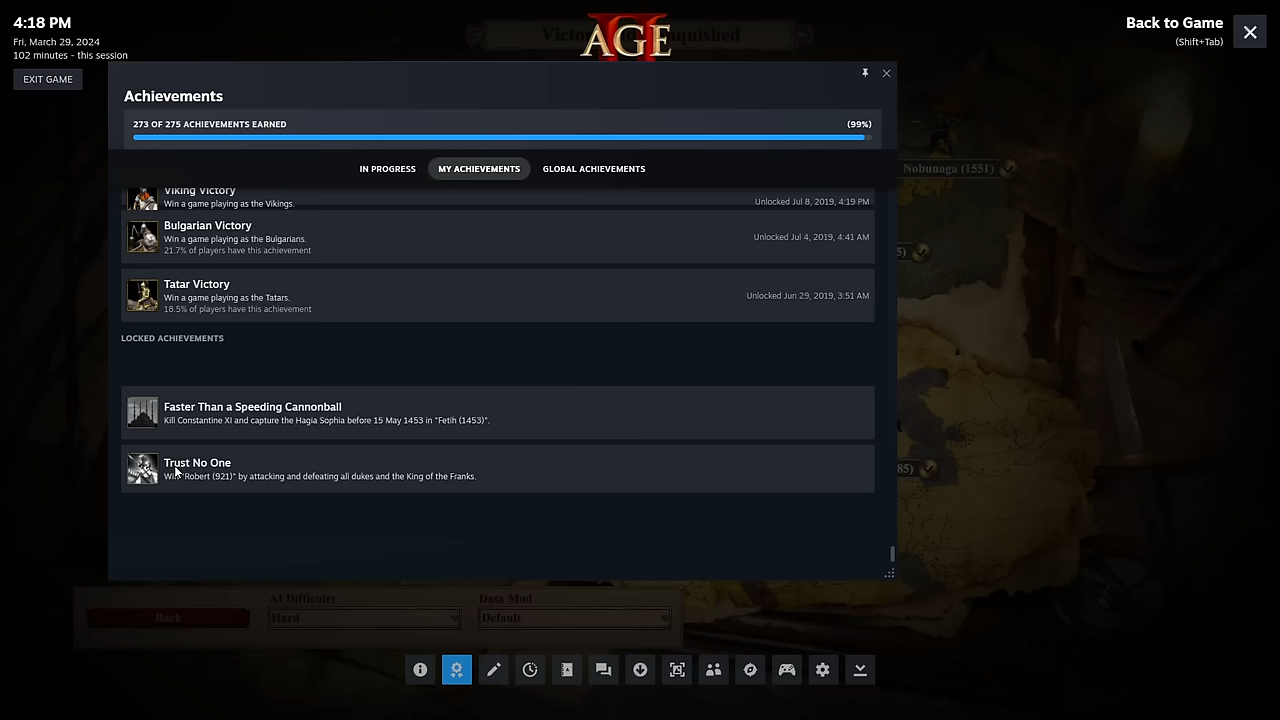 4:18 PM
Fri, March 29, 2024
102 minutes - this session
EXIT GAME
AGE
II
Back to Game
(Shift+Tab)
Achievements
273 OF 275 ACHIEVEMENTS EARNED
(99%)
IN PROGRESS
MY ACHIEVEMENTS
GLOBAL ACHIEVEMENTS
Nobunaga (1551)
Viking Victory
Win a game playing as the Vikings.
Unlocked Jul 8, 2019, 4:19 PM
Bulgarian Victory
Win a game playing as the Bulgarians.
21.7% of players have this achievement
Unlocked Jul 4, 2019, 4:41 AM
5)
Tatar Victory
Win a game playing as the Tatars.
18.5% of players have this achievement
Unlocked Jun 29, 2019, 3:51 AM
LOCKED ACHIEVEMENTS
Faster Than a Speeding Cannonball
Kill Constantine XI and capture the Hagia Sophia before 15 May 1453 in "Fetih (1453)".
Trust No One
Win "Robert (921)" by attacking and defeating all dukes and the King of the Franks.
85)
AI Difficulty
Data Mod
Back
Hard
Default